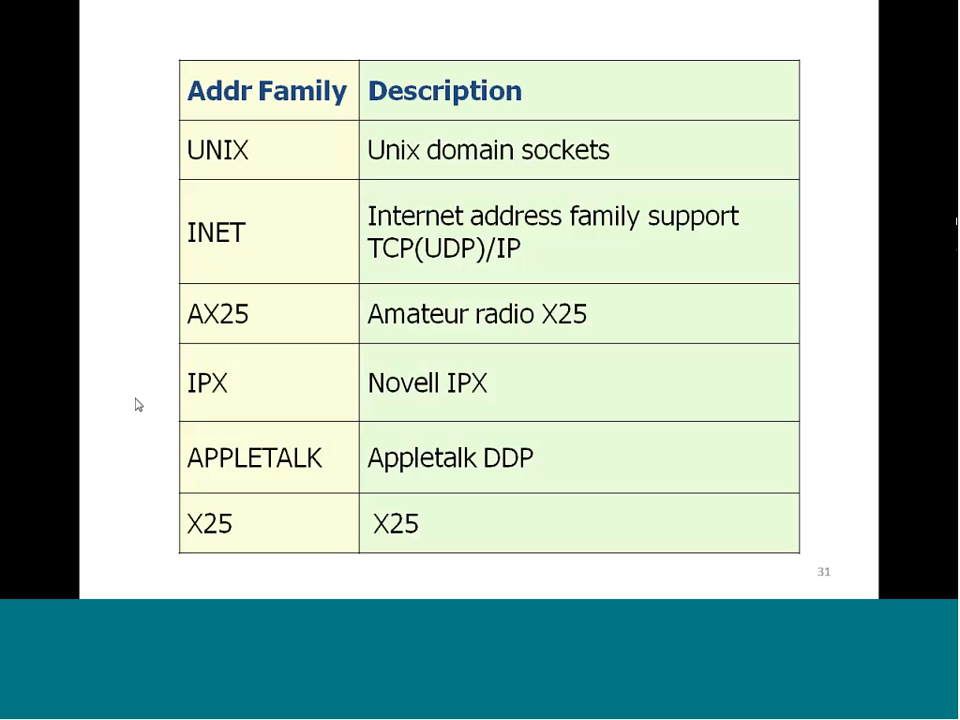 Addr Family Description
UNIX Unix domain sockets
INET Internet address family support
TCP(UDP)/IP
AX25 Amateur radio X25
IPX Novell IPX
APPLETALK Appletalk DDP
X25 X25
31